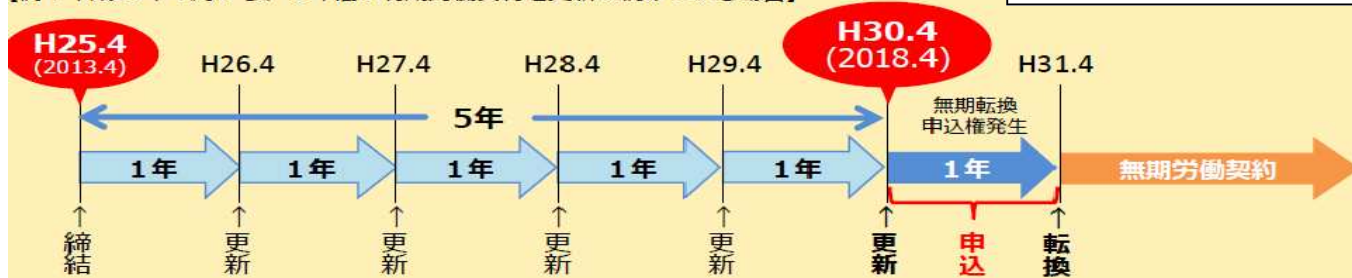 H25.4
(2013.4)
H26.4
H27.4
H28.4
H29.4
H30.4
(2018.4)
H31.4
5年
無期転換
申込権発生
1年
1年
1年
1年
1年
1年
無期労働契約
↑締結
↑更新
↑更新
↑更新
↑更新
↑更新
申込
↑転換